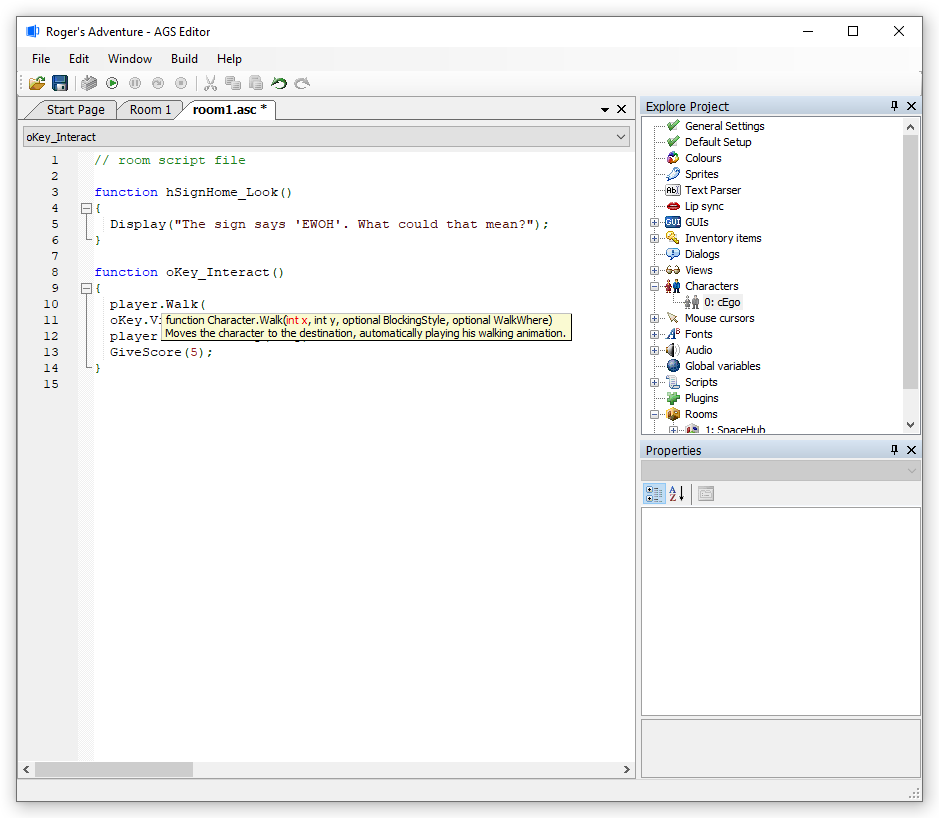 Roger's Adventure - AGS Editor
File Edit Window Build Help
Start Page Room 1 room1.asc *
oKey_Interact
1 // room script file
2
3 function hSignHome_Look()
4 {
5 Display("The sign says 'EWOH'. What could that mean?");
6 }
7
8 function oKey_Interact()
9 {
10 player.Walk(
11 oKey.Vi
function Character.Walk(int x, int y, optional BlockingStyle, optional WalkWhere)
12 player
Moves the character to the destination, automatically playing his walking animation.
13 GiveScore(5);
14 }
15
Explore Project
General Settings
Default Setup
Colours
Sprites
Abl Text Parser
Lip sync
GUI GUIs
Inventory items
Dialogs
Views
Characters
0: cEgo
Mouse cursors
Fonts
Audio
Global variables
Scripts
Plugins
Rooms
1: SpaceHub
Properties
A
Z